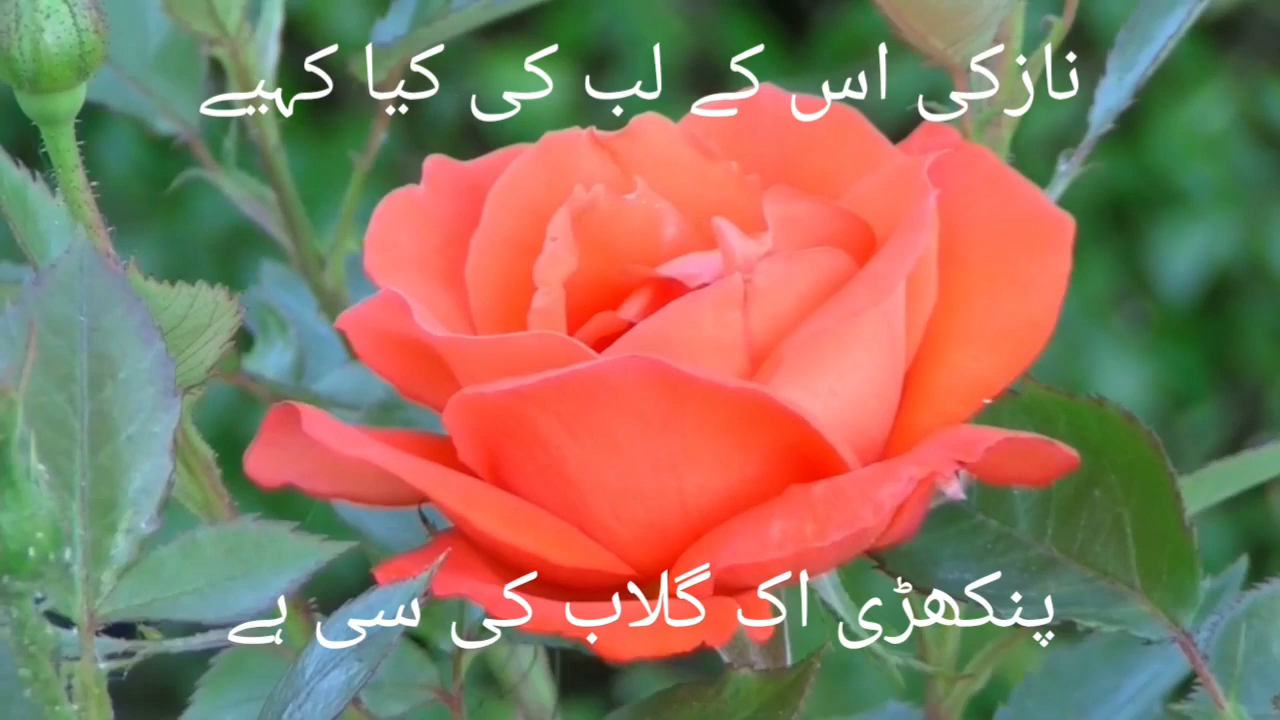 نازکی اس کے لب کی کیا کہیے
پنکھڑی اک گلاب کی سی ہے